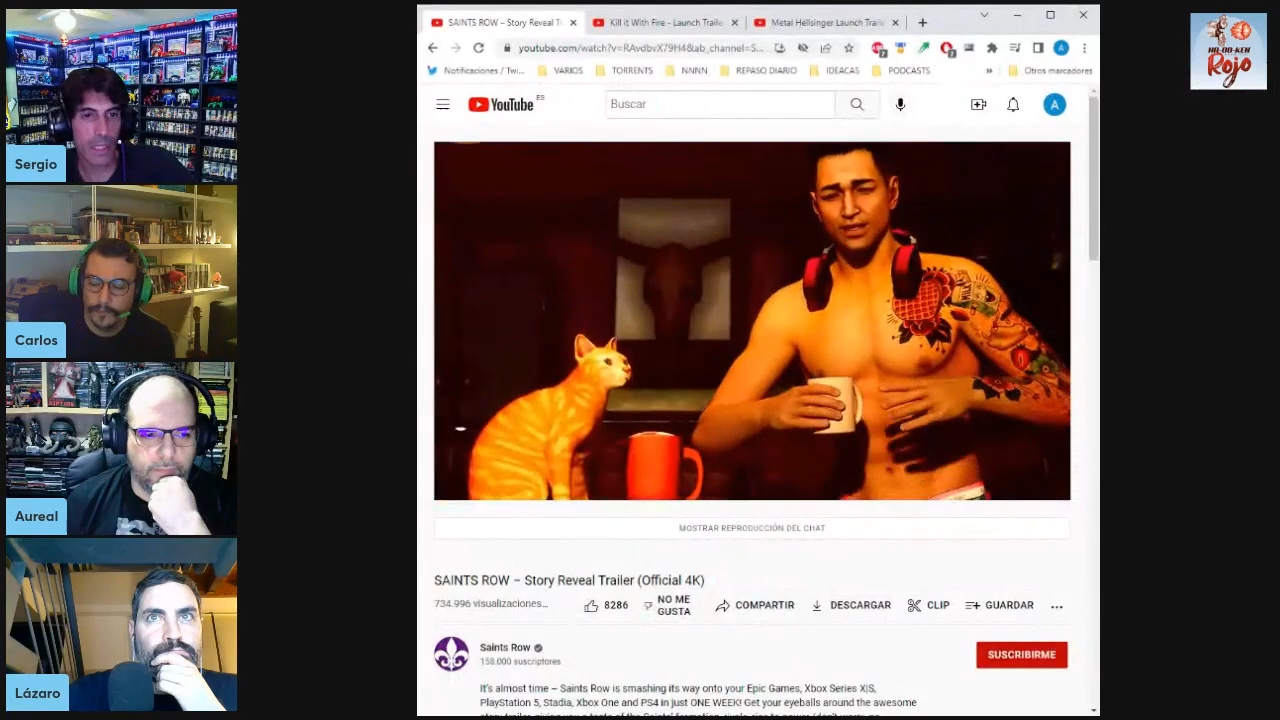 Sergio
Carlos
Aureal
Lázaro
SAINTS ROW – Story Reveal T
Kill it With Fire - Launch Traile
Metal Hellsinger Launch Traile
youtube.com/watch?v=RAvdbvX79H4&ab_channel=S...
Notificaciones / Twi...
VARIOS
TORRENTS
NNNN
REPASO DIARIO
IDEACAS
PODCASTS
»
Otros marcadores
YouTube ES
Buscar
A
A
MOSTRAR REPRODUCCIÓN DEL CHAT
SAINTS ROW – Story Reveal Trailer (Official 4K)
734.996 visualizaciones...
8286
NO ME
GUSTA
COMPARTIR
DESCARGAR
CLIP
GUARDAR
Saints Row
158.000 suscriptores
SUSCRIBIRME
It's almost time – Saints Row is smashing its way onto your Epic Games, Xbox Series X|S,
PlayStation 5, Stadia, Xbox One and PS4 in just ONE WEEK! Get your eyeballs around the awesome
HA-DO-KEN
Rojo